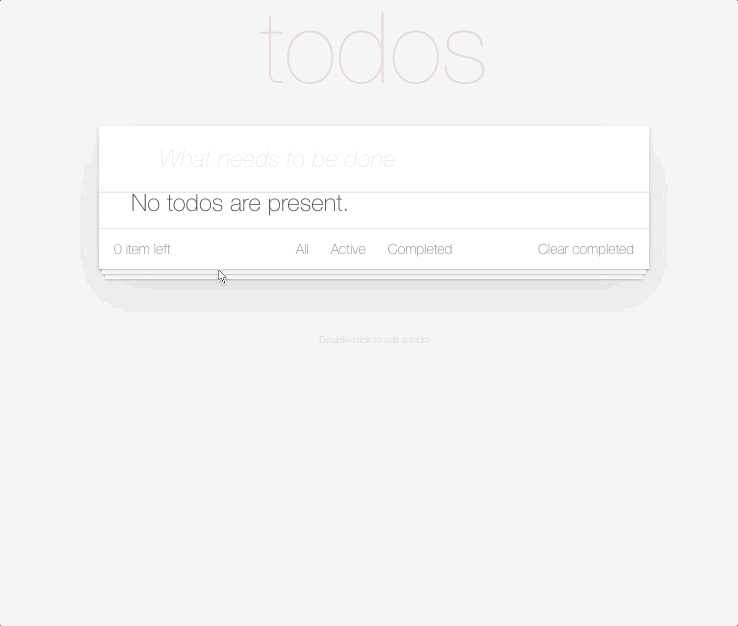 todos
What needs to be done
No todos are present.
0 item left All Active Completed Clear completed
Double-click to edit a todo